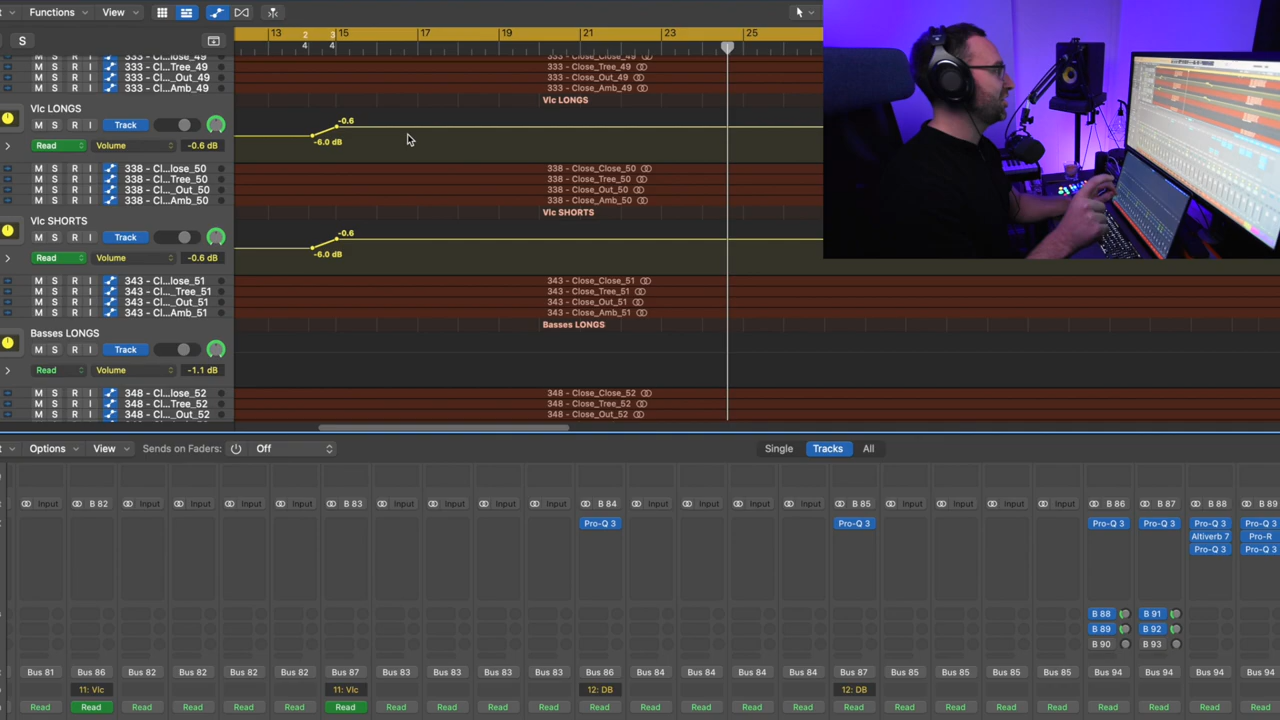 Functions View
13 2 4 3 4 15 17 19 21 23 25
S
333 - Cl...lose_49 333 - Close_Close_49
333 - Cl...Tree_49 333 - Close_Tree_49
333 - Cl..._Out_49 333 - Close_Out_49
333 - Cl...Amb_49 333 - Close_Amb_49
Vlc LONGS Vlc LONGS
M S Track -0.6
Read Volume -0.6 dB -6.0 dB
M S R I 338 - Cl...lose_50 338 - Close_Close_50
M S R I 338 - Cl...Tree_50 338 - Close_Tree_50
M S R I 338 - Cl..._Out_50 338 - Close_Out_50
M S R I 338 - Cl...Amb_50 338 - Close_Amb_50
Vlc SHORTS Vlc SHORTS
M S Track -0.6
Read Volume -0.6 dB -6.0 dB
M S R I 343 - Cl...lose_51 343 - Close_Close_51
M S R I 343 - Cl..._Tree_51 343 - Close_Tree_51
M S R I 343 - Cl..._Out_51 343 - Close_Out_51
M S R I 343 - Cl...Amb_51 343 - Close_Amb_51
Basses LONGS Basses LONGS
M S R I Track
Read Volume -1.1 dB
M S R I 348 - Cl...lose_52 348 - Close_Close_52
M S R I 348 - Cl...Tree_52 348 - Close_Tree_52
M S R I 348 - Cl..._Out_52 348 - Close_Out_52
Options View Sends on Faders: Off Single Tracks All
Input B 82 Input Input Input Input B 83 Input Input Input Input B 84 Input Input Input Input B 85 Input Input Input Input B 86 B 87 B 88 B 89
Pro-Q 3 Pro-Q 3 Pro-Q 3 Pro-Q 3 Pro-Q 3 Pro-Q 3
Altiverb 7 Pro-R
Pro-Q 3 Pro-Q 3
B 88 B 91
B 89 B 92
B 90 B 93
Bus 81 Bus 86 Bus 82 Bus 82 Bus 82 Bus 82 Bus 87 Bus 83 Bus 83 Bus 83 Bus 83 Bus 86 Bus 84 Bus 84 Bus 84 Bus 84 Bus 87 Bus 85 Bus 85 Bus 85 Bus 85 Bus 94 Bus 94 Bus 94 Bus 94
11: Vlc 11: Vlc 12: DB 12: DB
Read Read Read Read Read Read Read Read Read Read Read Read Read Read Read Read Read Read Read Read Read Read Read Read Read